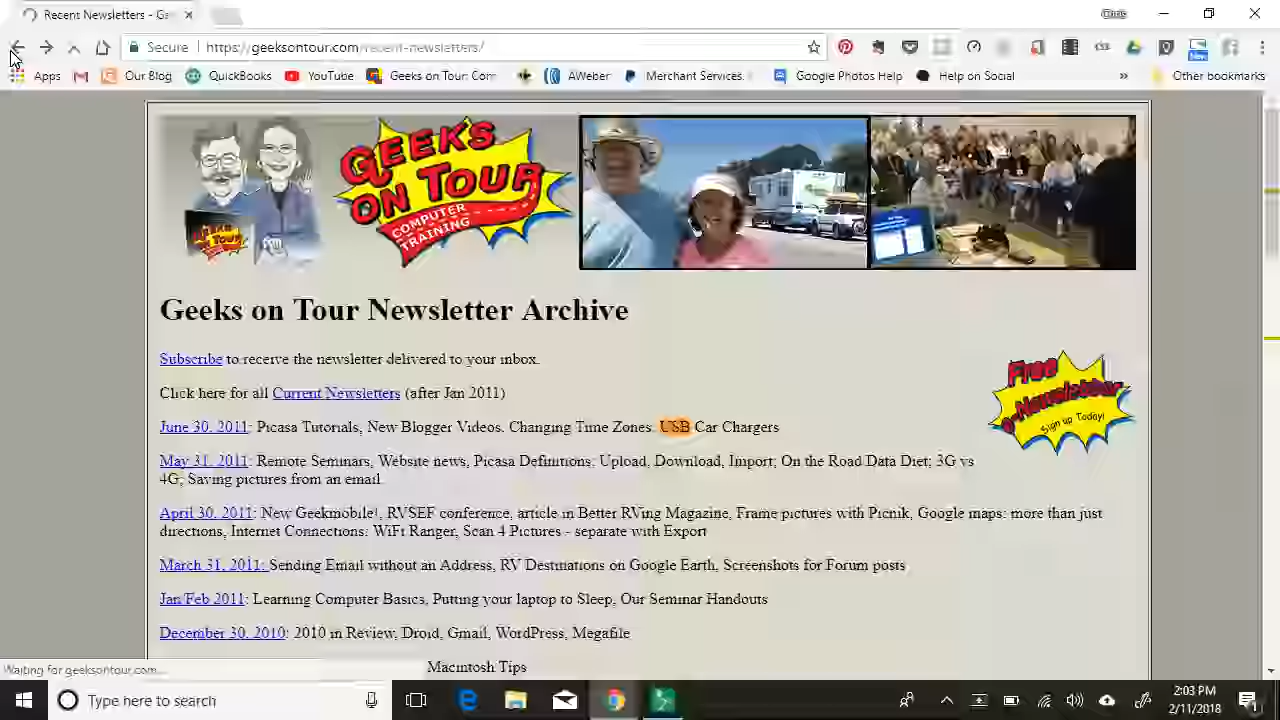 Recent Newsletters - Ge
Secure
https://geeksontour.com/recent-newsletters/
Apps
Our Blog
QuickBooks
YouTube
Geeks on Tour: Com
AWeber
Merchant Services
Google Photos Help
Help on Social
»
Other bookmarks
GEEKS
ON TOUR
COMPUTER
TRAINING
Geeks on Tour Newsletter Archive
Subscribe to receive the newsletter delivered to your inbox.
Click here for all Current Newsletters (after Jan 2011)
Free
e-Newsletter
Sign up Today!
June 30. 2011: Picasa Tutorials, New Blogger Videos. Changing Time Zones. USB Car Chargers
May 31. 2011: Remote Seminars, Website news, Picasa Definitions: Upload, Download, Import; On the Road Data Diet; 3G vs
4G; Saving pictures from an email.
April 30. 2011: New Geekmobile!, RVSEF conference, article in Better RVing Magazine, Frame pictures with Picnik, Google maps: more than just
directions, Internet Connections: WiFi Ranger, Scan 4 Pictures - separate with Export
March 31, 2011: Sending Email without an Address, RV Destinations on Google Earth, Screenshots for Forum posts
Jan/Feb 2011: Learning Computer Basics, Putting your laptop to Sleep, Our Seminar Handouts
December 30, 2010: 2010 in Review, Droid, Gmail, WordPress, Megafile
Macintosh Tips
Waiting for geeksontour.com...
Type here to search
2:03 PM
2/11/2018